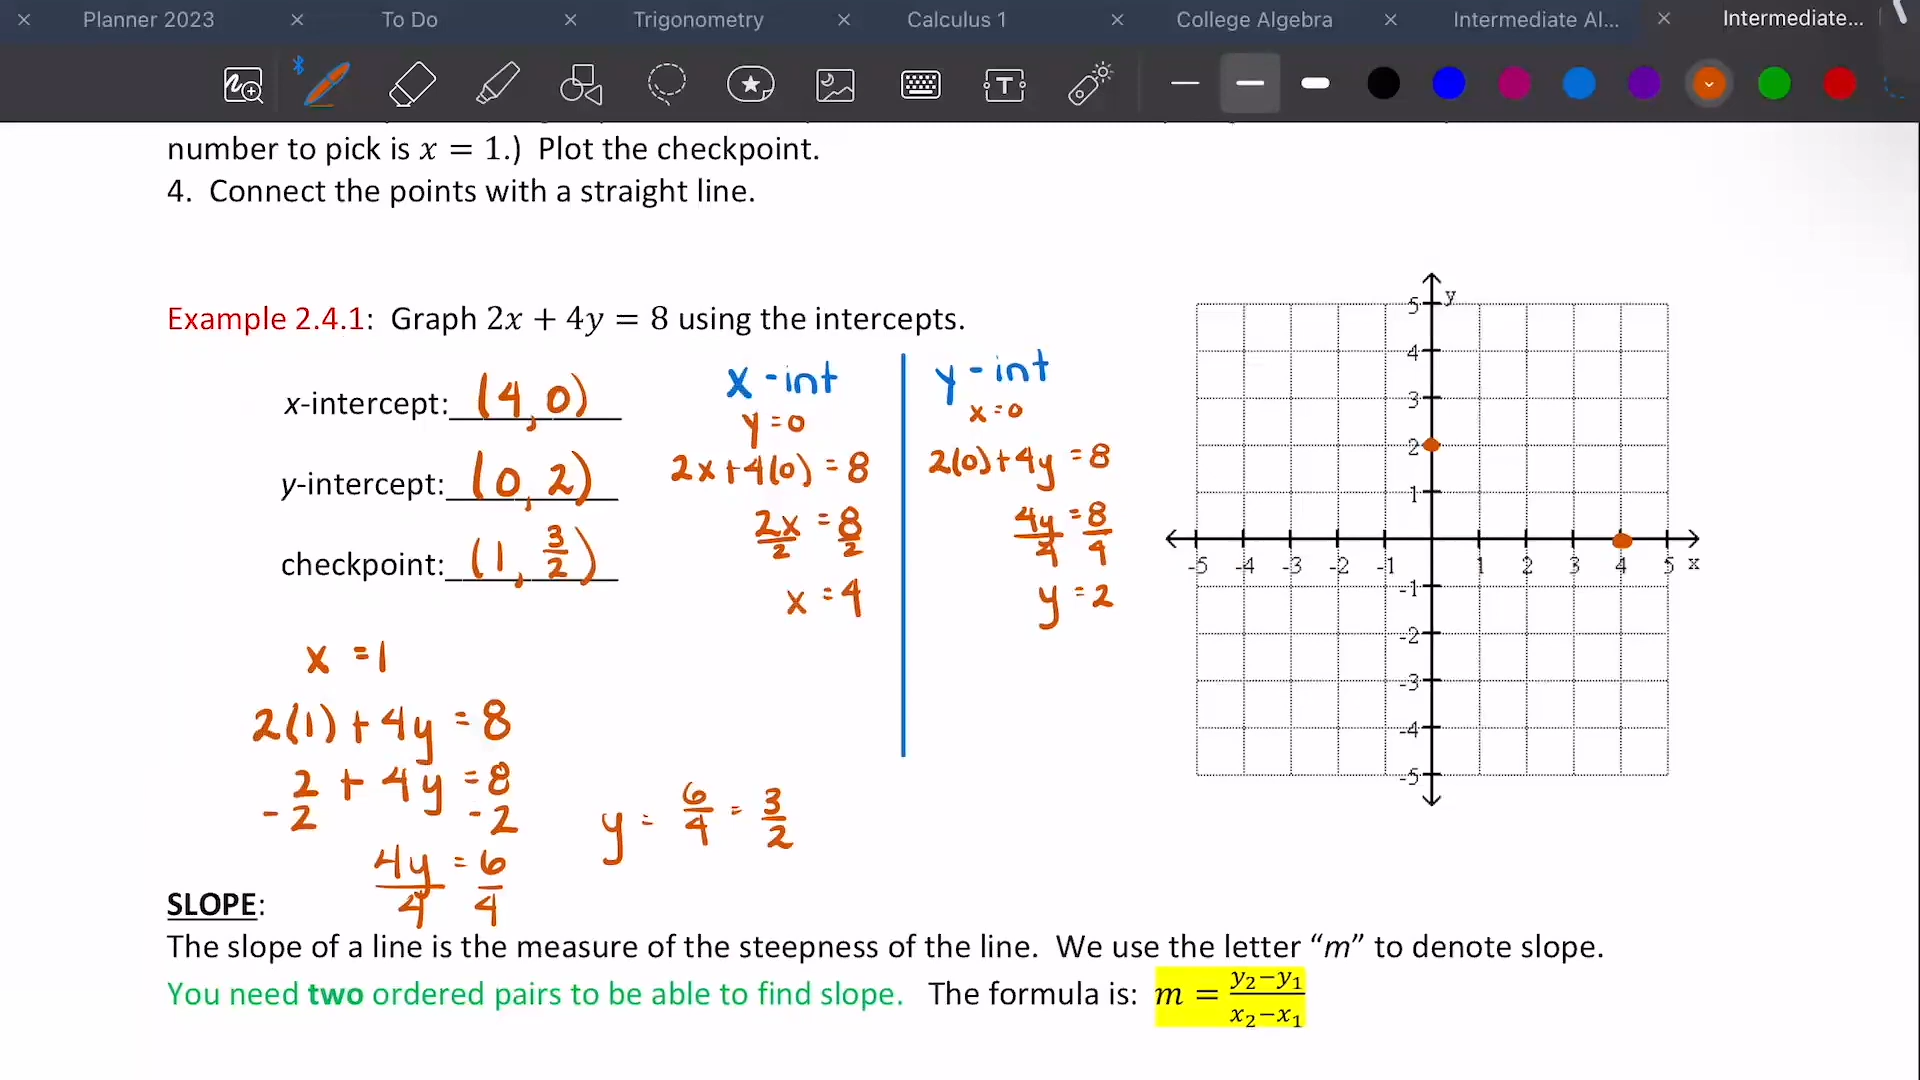 Planner 2023
To Do
Trigonometry
Calculus 1
College Algebra
Intermediate Al...
Intermediate...
number to pick is x = 1.) Plot the checkpoint.
4. Connect the points with a straight line.
Example 2.4.1: Graph 2x + 4y = 8 using the intercepts.
x-intercept: (4, 0)
y-intercept: (0, 2)
checkpoint: (1, 3/2)
x = 1
2(1) + 4y = 8
2 + 4y = 8
-2 -2
4y/4 = 6/4
y = 6/4 = 3/2
x - int
y = 0
2x + 4(0) = 8
2x/2 = 8/2
x = 4
y - int
x = 0
2(0) + 4y = 8
4y/4 = 8/4
y = 2
y
5
4
3
2
1
-5 -4 -3 -2 -1 1 2 3 4 5 x
-1
-2
-3
-4
-5
SLOPE:
The slope of a line is the measure of the steepness of the line. We use the letter “m” to denote slope.
You need two ordered pairs to be able to find slope. The formula is: m = y₂−y₁ / x₂−x₁